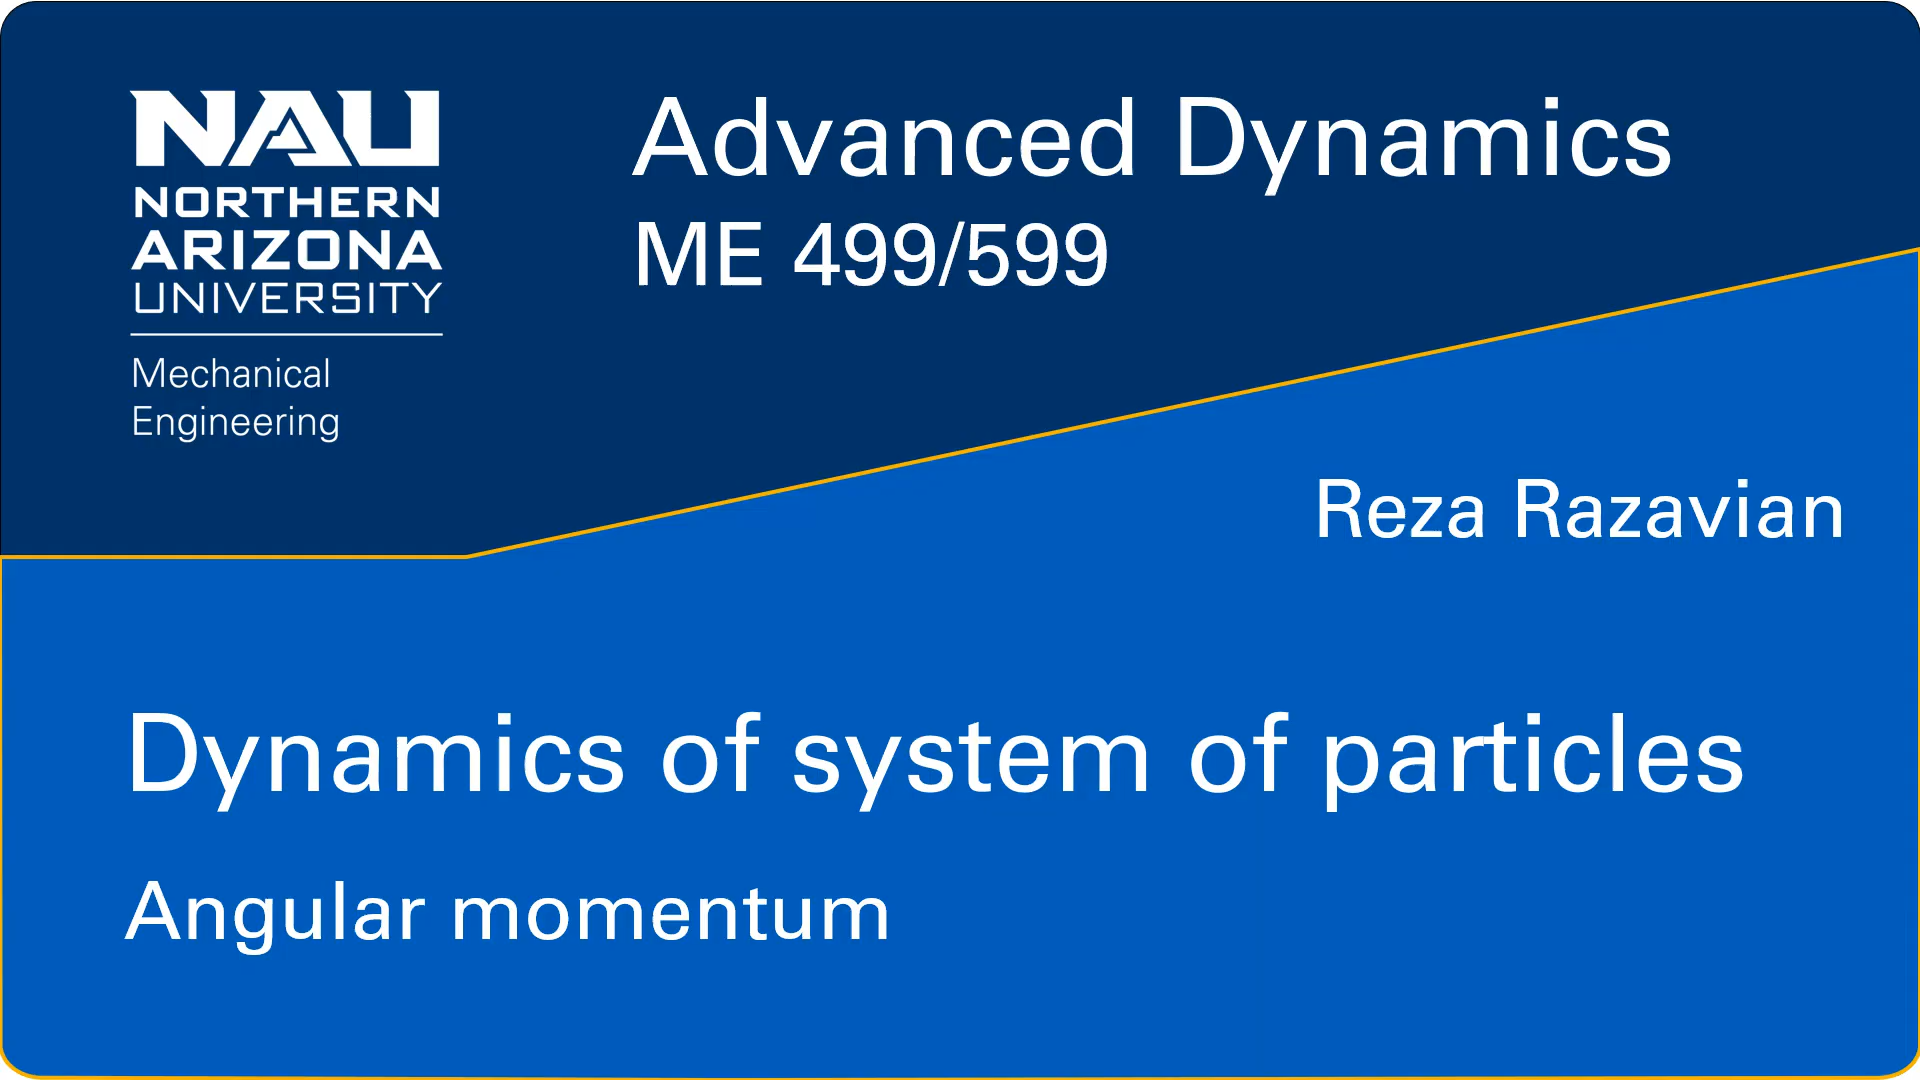 NAU
NORTHERN
ARIZONA
UNIVERSITY
Mechanical
Engineering
Advanced Dynamics
ME 499/599
Reza Razavian
Dynamics of system of particles
Angular momentum